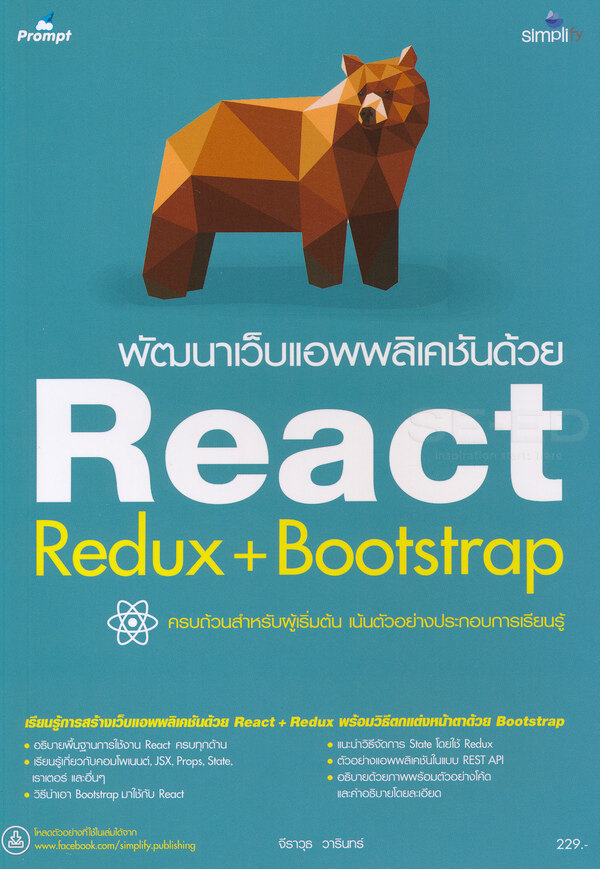 Prompt
simplify
พัฒนาเว็บแอพพลิเคชันด้วย
React
SE-ED
inspiration starts here
Redux + Bootstrap
ครบถ้วนสำหรับผู้เริ่มต้น เน้นตัวอย่างประกอบการเรียนรู้
เรียนรู้การสร้างเว็บแอพพลิเคชันด้วย React + Redux พร้อมวิธีตกแต่งหน้าตาด้วย Bootstrap
• อธิบายพื้นฐานการใช้งาน React ครบทุกด้าน
• เรียนรู้เกี่ยวกับคอมโพเนนต์, JSX, Props, State,
เราเตอร์ และอื่นๆ
• วิธีนำเอา Bootstrap มาใช้กับ React
• แนะนำวิธีจัดการ State โดยใช้ Redux
• ตัวอย่างแอพพลิเคชันในแบบ REST API
• อธิบายด้วยภาพพร้อมตัวอย่างโค้ด
และคำอธิบายโดยละเอียด
โหลดตัวอย่างที่ใช้ในเล่มได้จาก
www.facebook.com/simplify.publishing
จีราวุธ วารินทร์
229.-